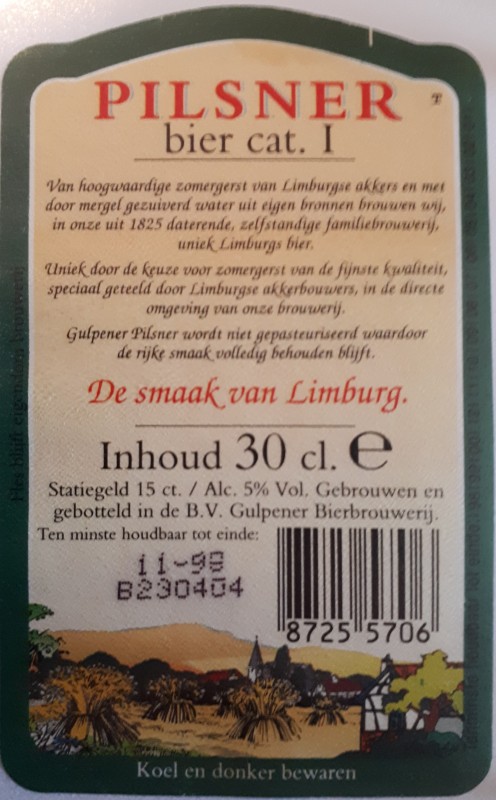 PILSNER
bier cat. I
Van hoogwaardige zomergerst van Limburgse akkers en met
door mergel gezuiverd water uit eigen bronnen brouwen wij,
in onze uit 1825 daterende, zelfstandige familiebrouwerij,
uniek Limburgs bier.
Uniek door de keuze voor zomergerst van de fijnste kwaliteit,
speciaal geteeld door Limburgse akkerbouwers, in de directe
omgeving van onze brouwerij.
Gulpener Pilsner wordt niet gepasteuriseerd waardoor
de rijke smaak volledig behouden blijft.
De smaak van Limburg.
Inhoud 30 cl. e
Statiegeld 15 ct. / Alc. 5% Vol. Gebrouwen en
gebotteld in de B.V. Gulpener Bierbrouwerij.
Ten minste houdbaar tot einde:
11-98
B230404
8725 5706
Koel en donker bewaren
Fles blijft eigendom brouwerij